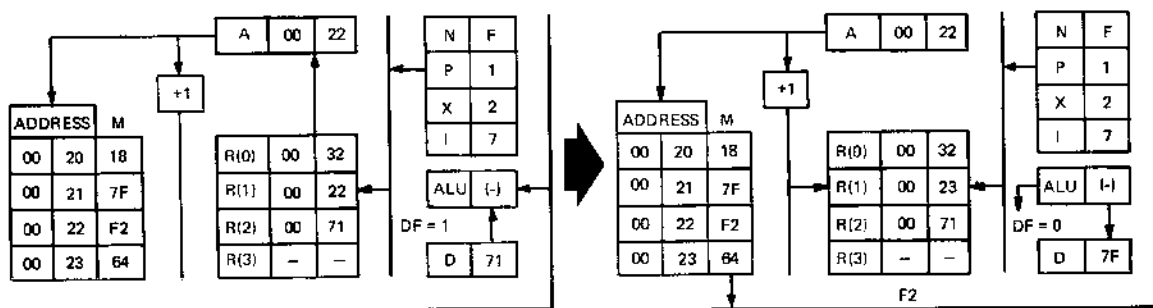 A 00 22
N F
P 1
X 2
I 7
+1
ADDRESS M
00 20 18
00 21 7F
00 22 F2
00 23 64
R(0) 00 32
R(1) 00 22
R(2) 00 71
R(3) – –
ALU (-)
DF = 1
D 71
A 00 22
N F
P 1
X 2
I 7
+1
ADDRESS M
00 20 18
00 21 7F
00 22 F2
00 23 64
R(0) 00 32
R(1) 00 23
R(2) 00 71
R(3) – –
ALU (-)
DF = 0
D 7F
F2